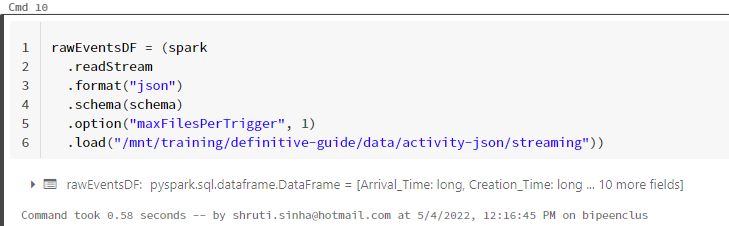 Cmd 10
1 rawEventsDF = (spark
2 .readStream
3 .format("json")
4 .schema(schema)
5 .option("maxFilesPerTrigger", 1)
6 .load("/mnt/training/definitive-guide/data/activity-json/streaming"))
rawEventsDF: pyspark.sql.dataframe.DataFrame = [Arrival_Time: long, Creation_Time: long ... 10 more fields]
Command took 0.58 seconds -- by shruti.sinha@hotmail.com at 5/4/2022, 12:16:45 PM on bipeenclus